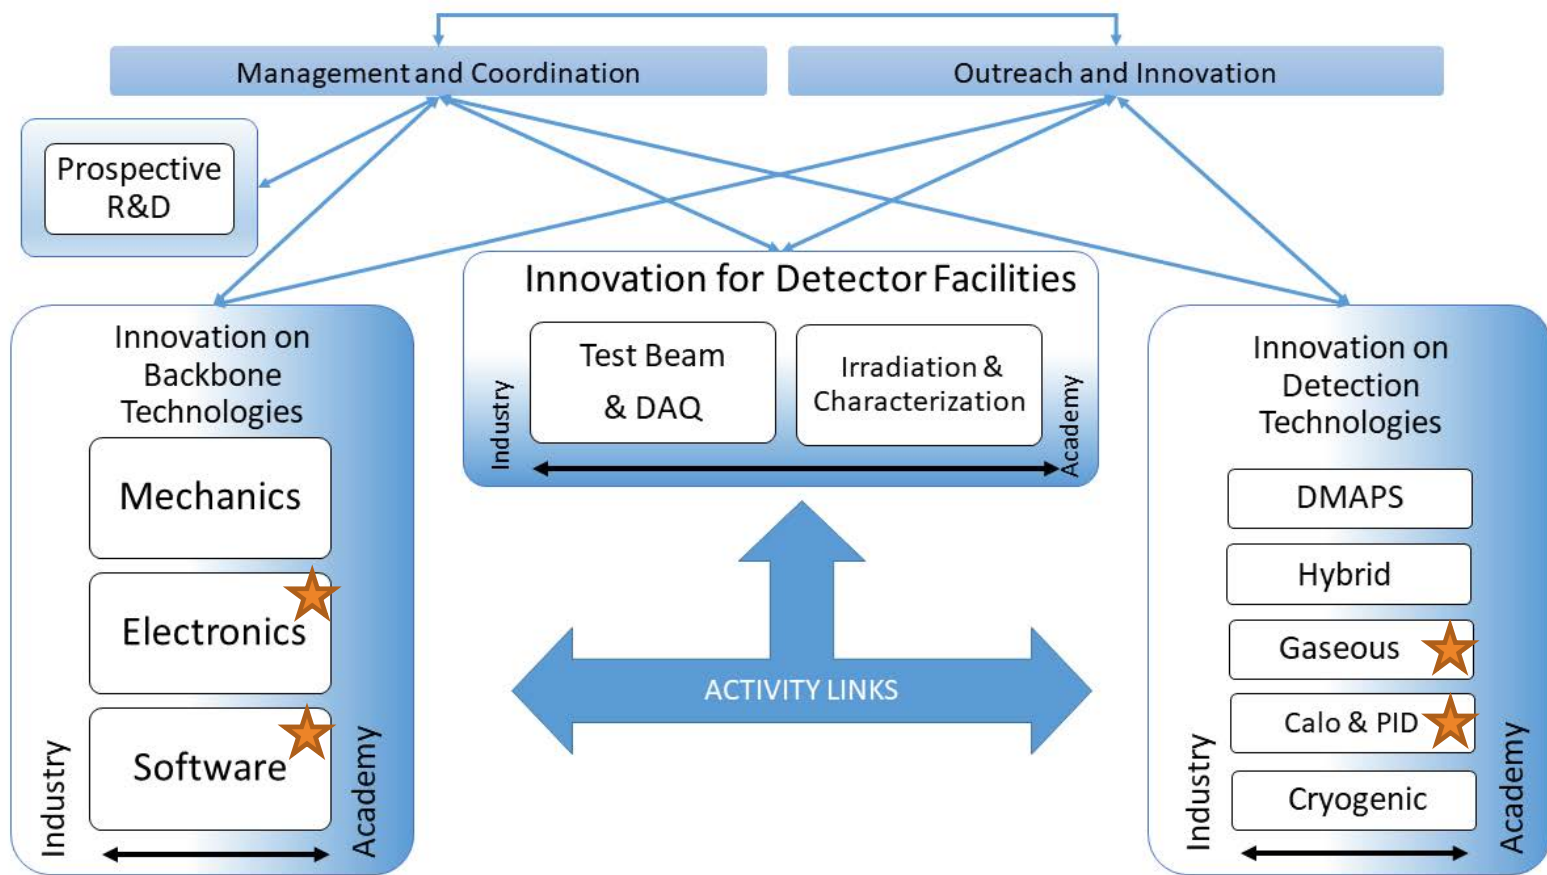 Management and Coordination
Outreach and Innovation
Prospective
R&D
Innovation on
Backbone
Technologies
Mechanics
Electronics
Software
Industry
Academy
Innovation for Detector Facilities
Test Beam
& DAQ
Irradiation &
Characterization
Industry
Academy
ACTIVITY LINKS
Innovation on
Detection
Technologies
DMAPS
Hybrid
Gaseous
Calo & PID
Cryogenic
Industry
Academy